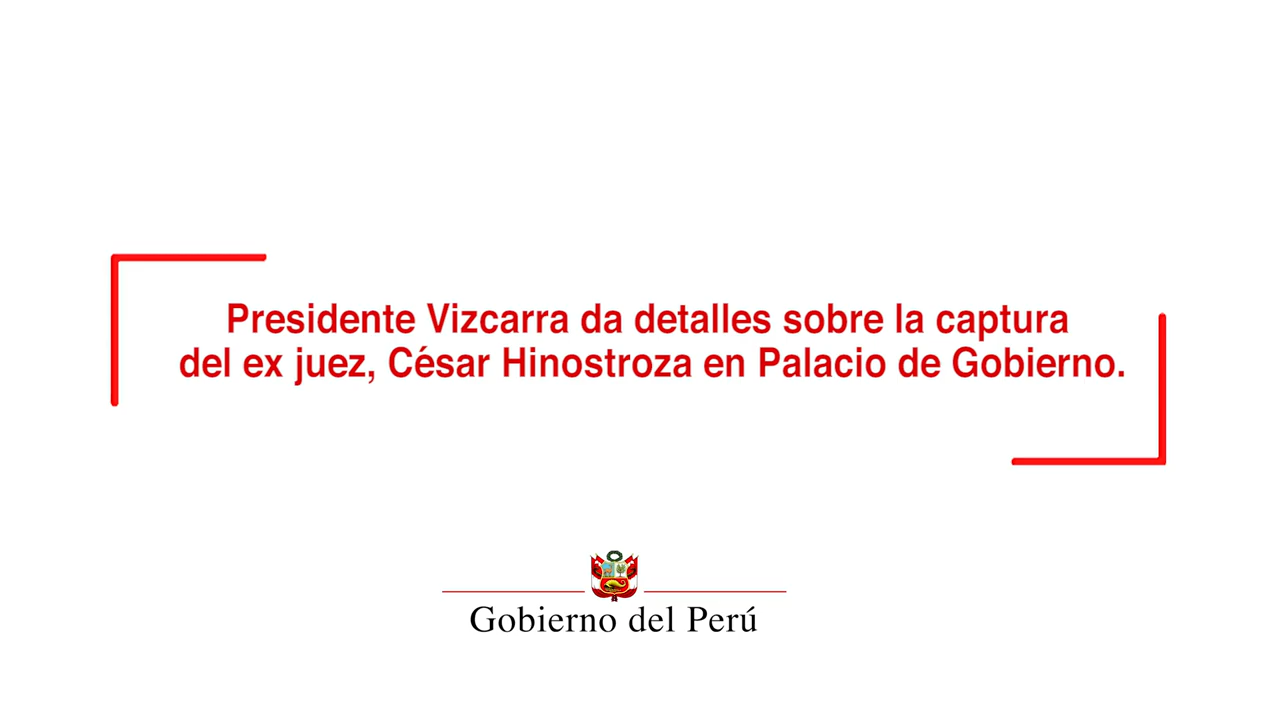 Presidente Vizcarra da detalles sobre la captura
del ex juez, César Hinostroza en Palacio de Gobierno.
Gobierno del Perú